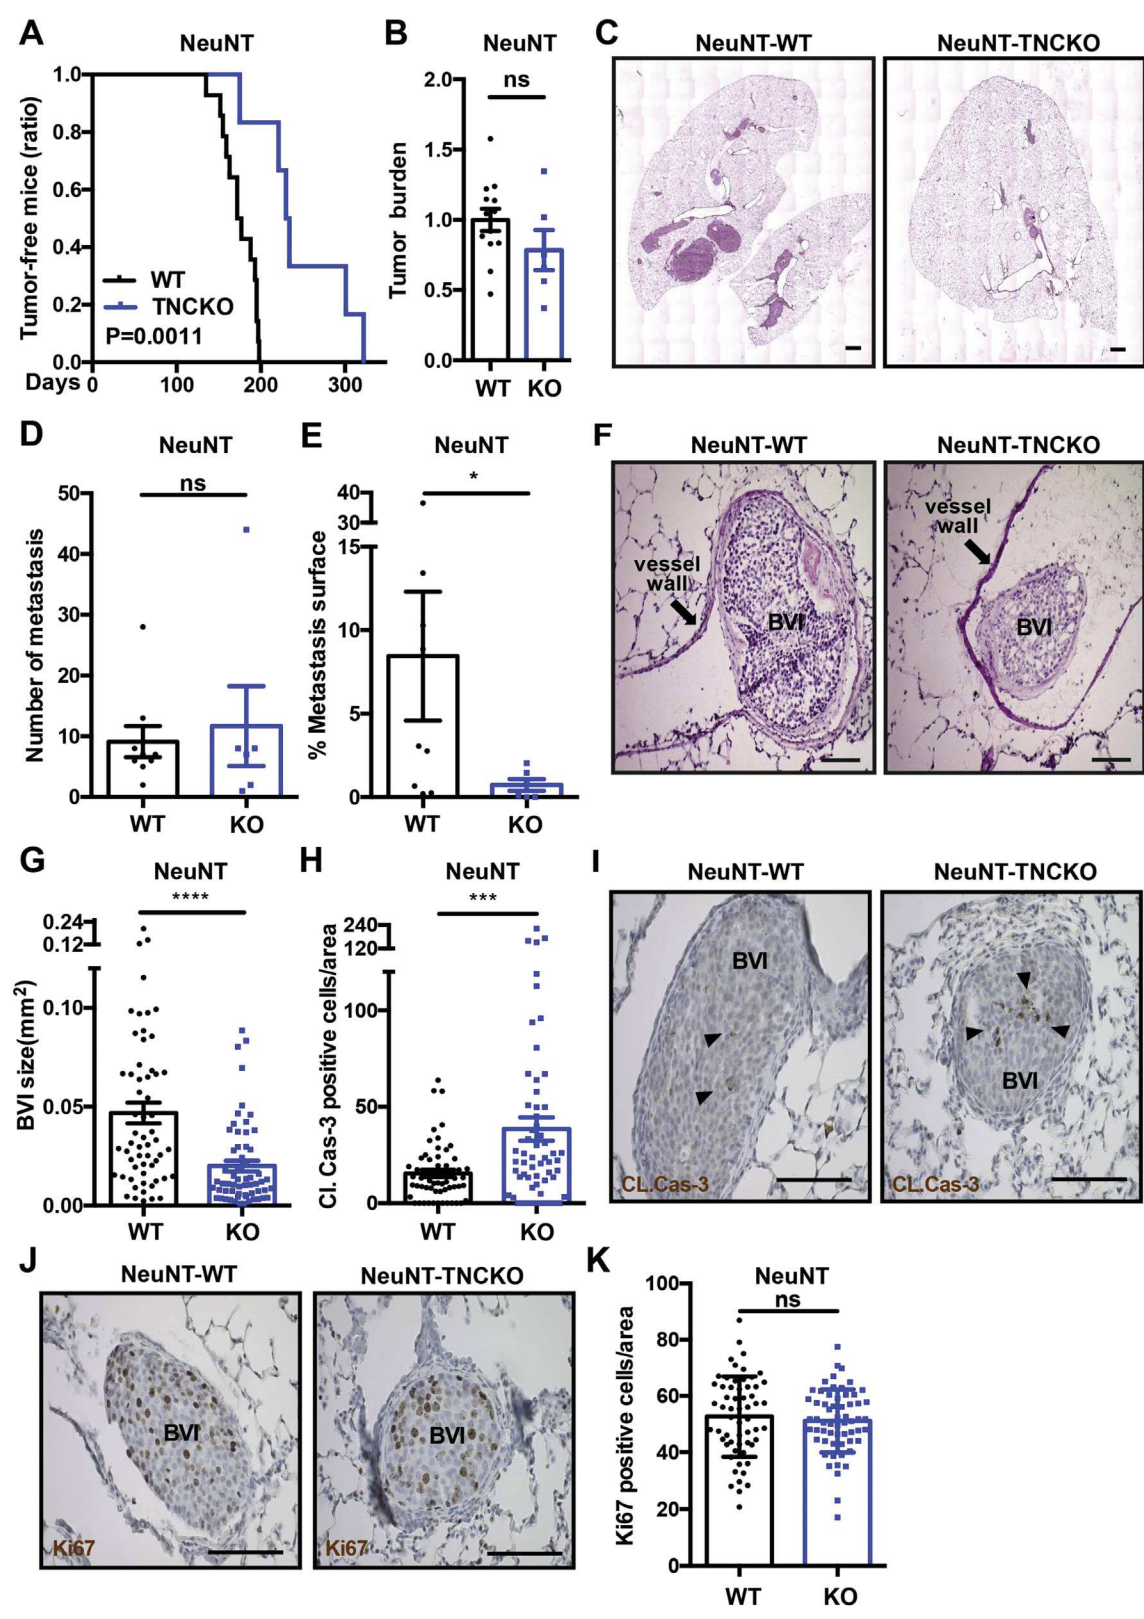 A
NeuNT
Tumor-free mice (ratio)
1.0
0.8
0.6
0.4
0.2
0.0
WT
TNCKO
P=0.0011
Days 0 100 200 300
B
NeuNT
ns
Tumor burden
2.0
1.5
1.0
0.5
0.0
WT KO
C
NeuNT-WT
NeuNT-TNCKO
D
NeuNT
ns
Number of metastasis
50
40
30
20
10
0
WT KO
E
NeuNT
*
% Metastasis surface
40
30
15
10
5
0
WT KO
F
NeuNT-WT
NeuNT-TNCKO
vessel
wall
BVI
vessel
wall
BVI
G
NeuNT
****
BVI size(mm²)
0.24
0.12
0.10
0.05
0.00
WT KO
H
NeuNT
***
Cl. Cas-3 positive cells/area
240
120
100
50
0
WT KO
I
NeuNT-WT
NeuNT-TNCKO
BVI
CL.Cas-3
BVI
CL.Cas-3
J
NeuNT-WT
NeuNT-TNCKO
BVI
Ki67
BVI
Ki67
K
NeuNT
ns
Ki67 positive cells/area
100
80
60
40
20
0
WT KO